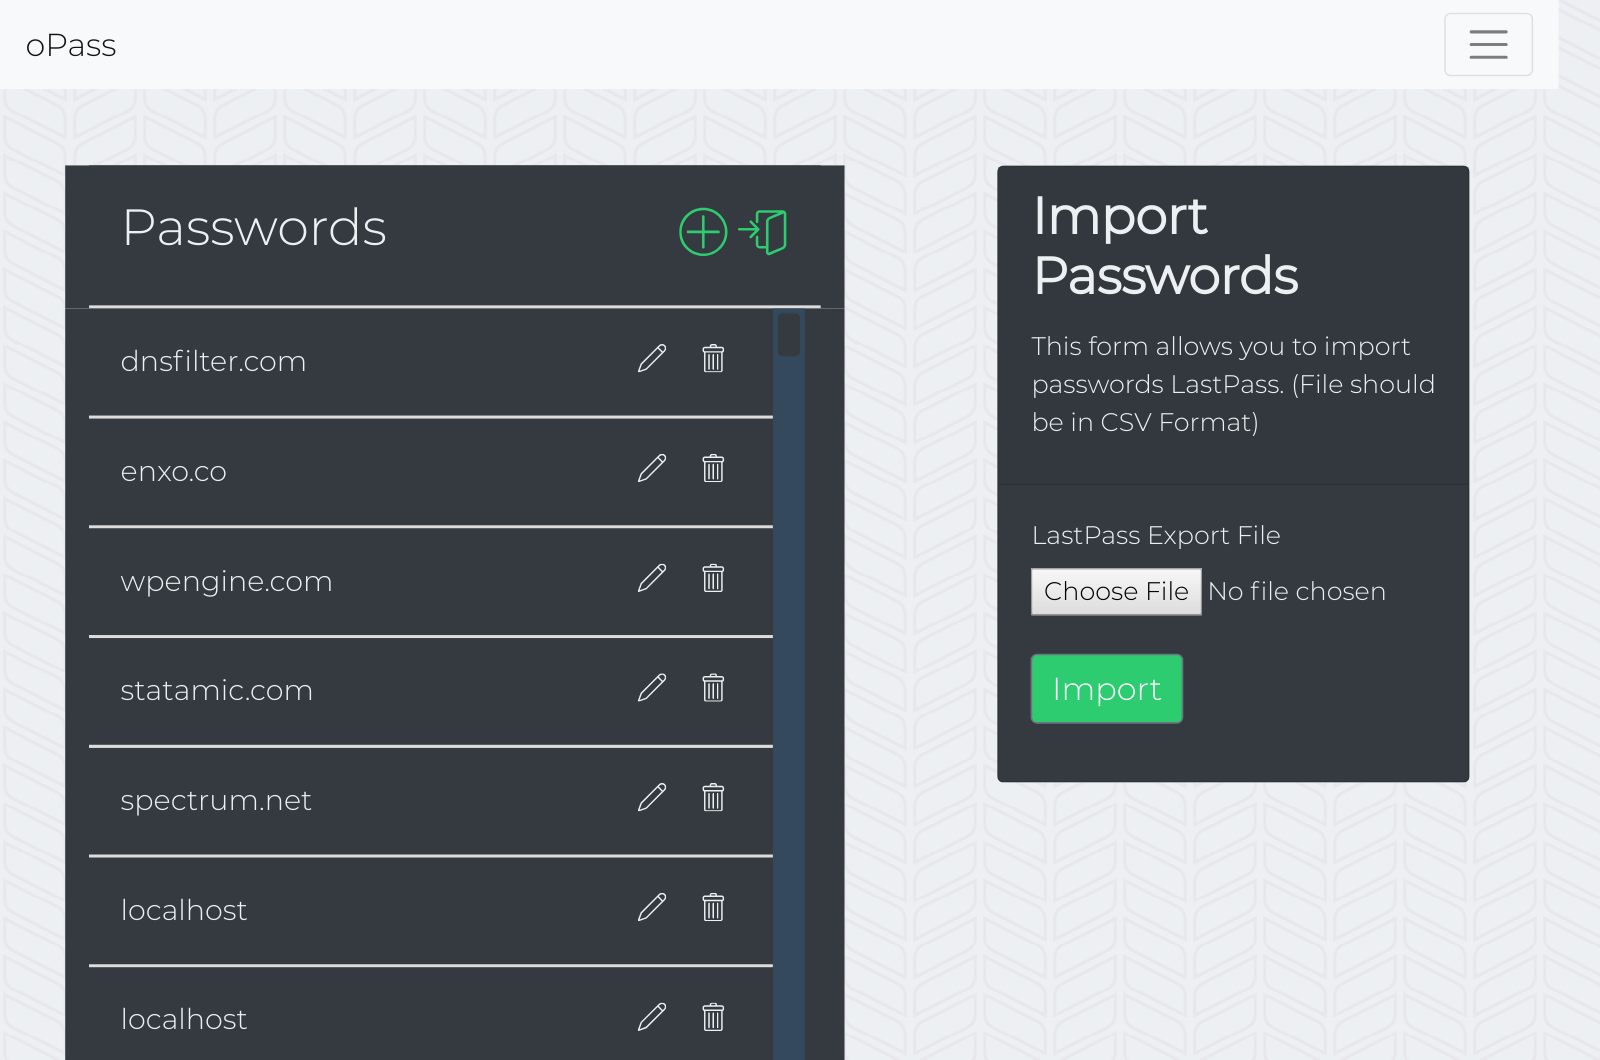 oPass
Passwords
dnsfilter.com
enxo.co
wpengine.com
statamic.com
spectrum.net
localhost
localhost
Import
Passwords
This form allows you to import
passwords LastPass. (File should
be in CSV Format)
LastPass Export File
Choose File No file chosen
Import